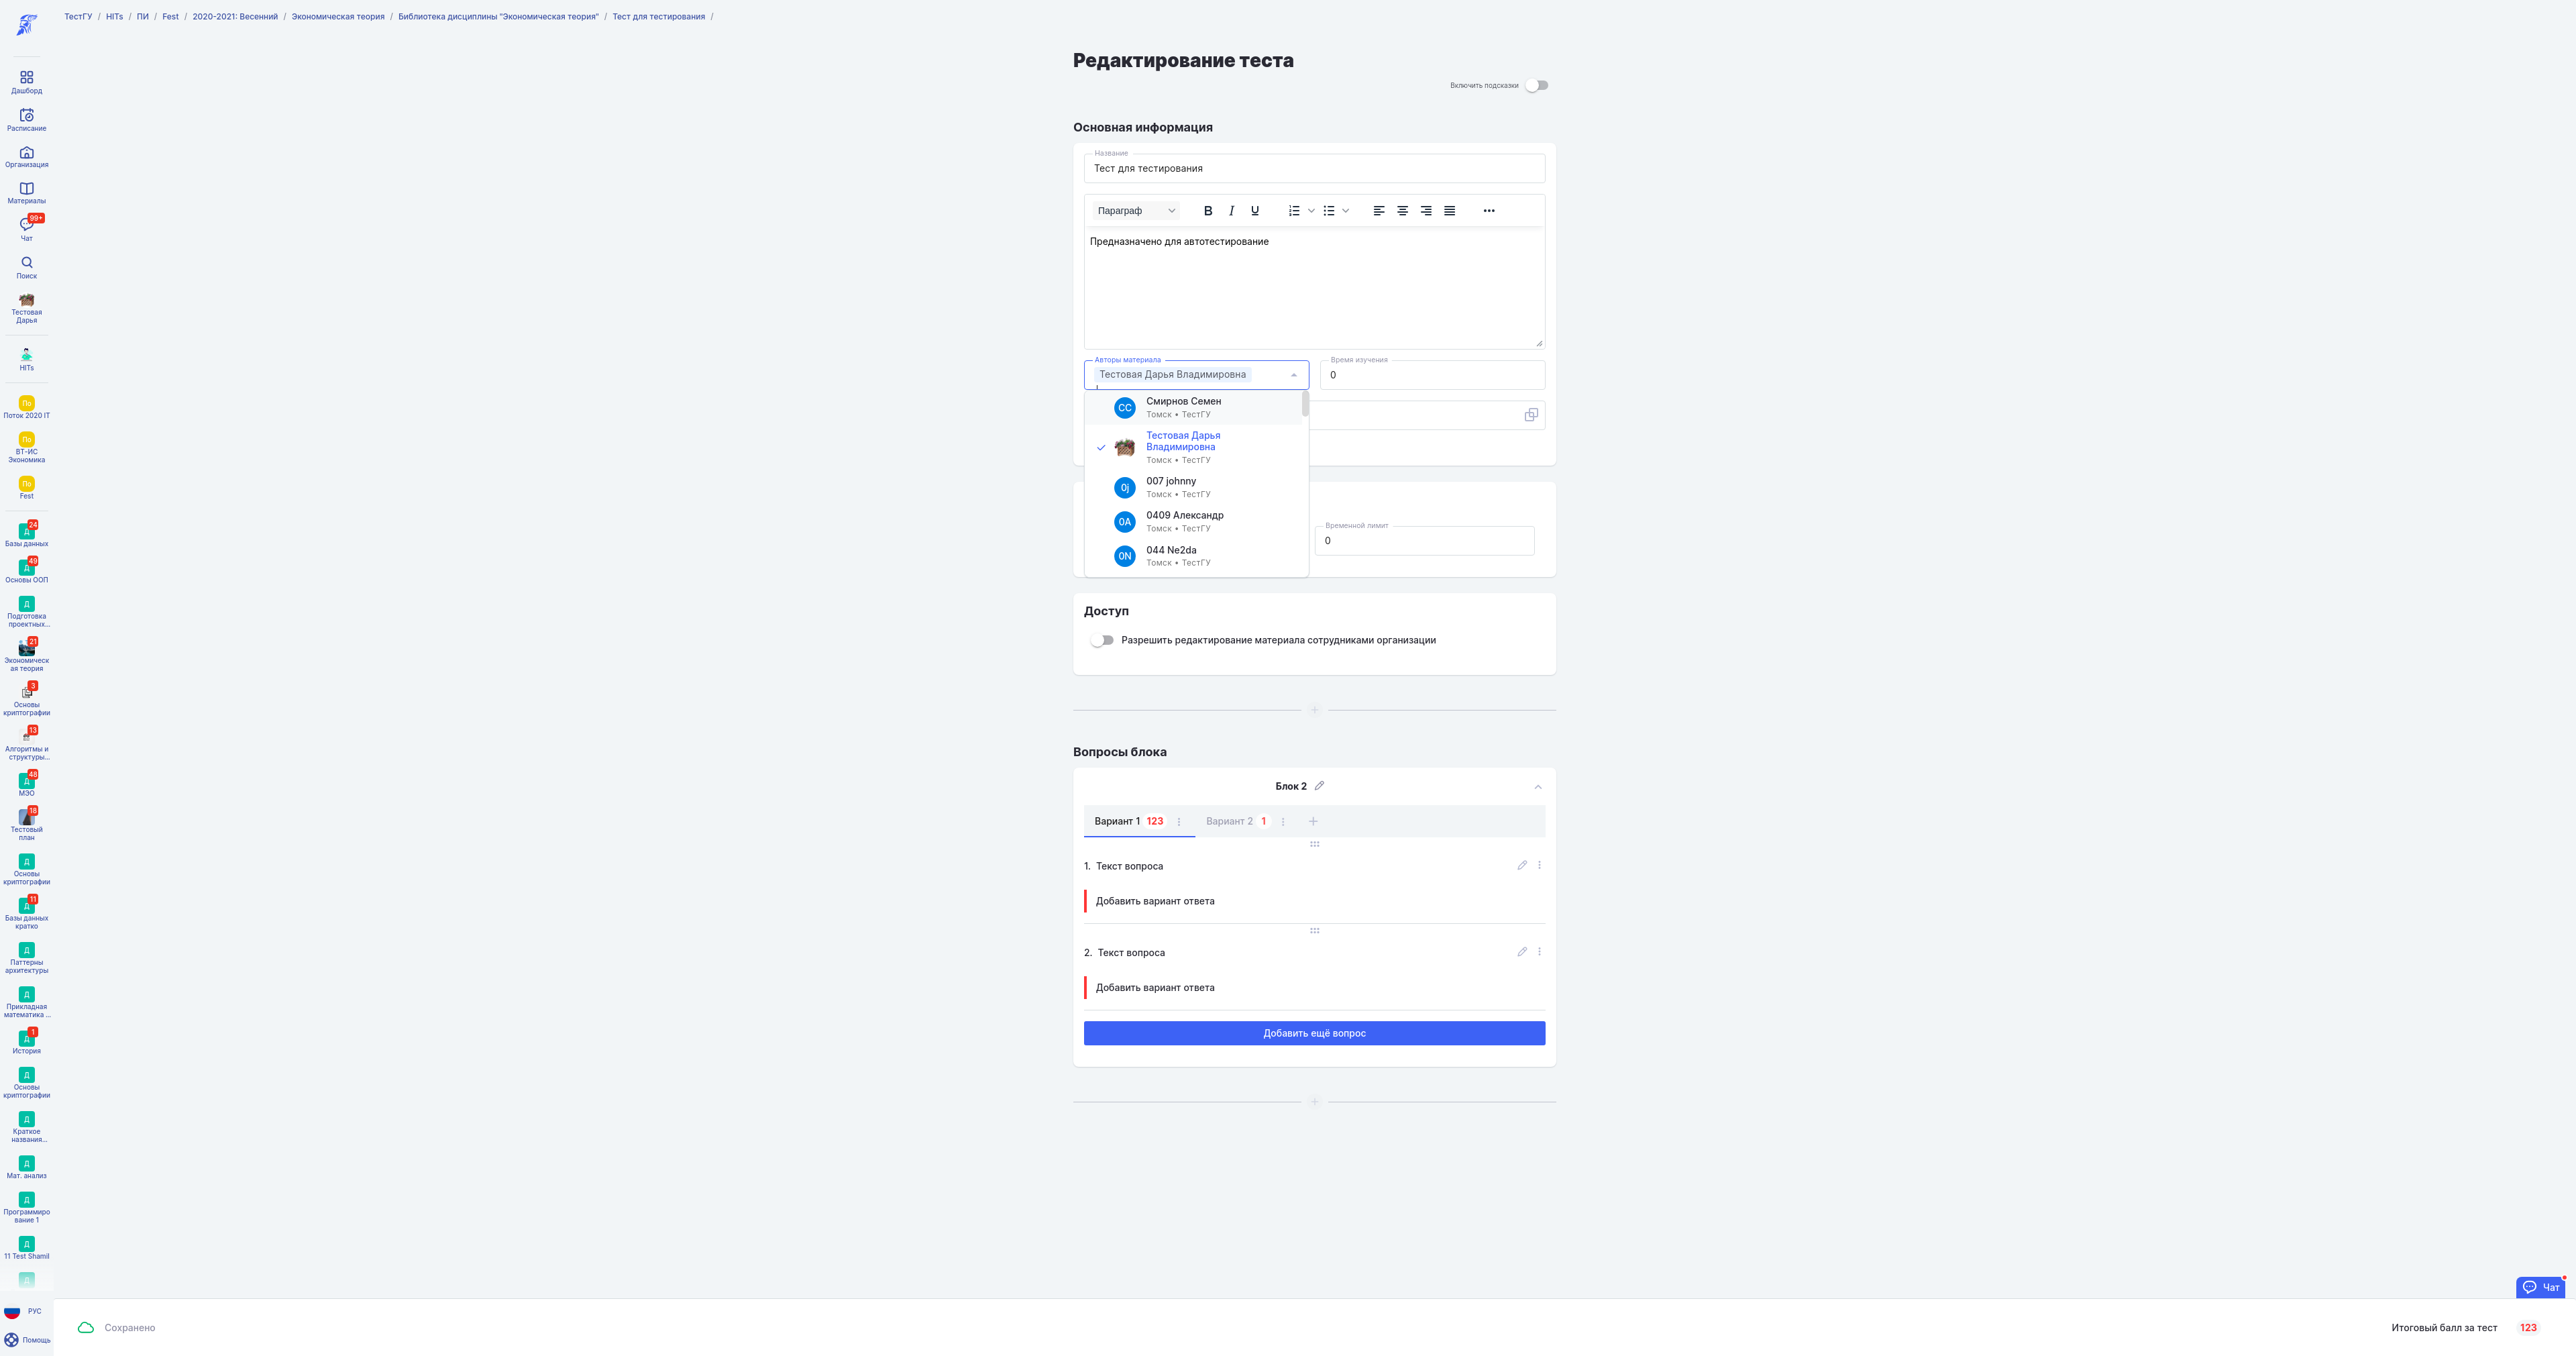 ТестГУ / HITs / ПИ / Fest / 2020-2021: Весенний / Экономическая теория / Библиотека дисциплины "Экономическая теория" / Тест для тестирования /
Дашборд
Расписание
Организация
Материалы
99+
Чат
Поиск
Тестовая
Дарья
HITs
По
Поток 2020 IT
По
ВТ-ИС
Экономика
По
Fest
24
Д
Базы данных
49
Д
Основы ООП
Д
Подготовка
проектных...
21
Экономическ
ая теория
3
Основы
криптографии
13
Алгоритмы и
структуры...
48
Д
МЭО
18
Тестовый
план
Д
Основы
криптографии
11
Д
Базы данных
кратко
Д
Паттерны
архитектуры
Д
Прикладная
математика ...
1
Д
История
Д
Основы
криптографии
Д
Краткое
названия...
Д
Мат. анализ
Д
Программиро
вание 1
Д
11 Test Shamil
Д
РУС
Помощь
Редактирование теста
Включить подсказки
Основная информация
Название
Тест для тестирования
Параграф
B I U
Предназначено для автотестирование
Авторы материала
Тестовая Дарья Владимировна
Время изучения
0
СС
Смирнов Семен
Томск • ТестГУ
Тестовая Дарья
Владимировна
Томск • ТестГУ
0j
007 johnny
Томск • ТестГУ
0А
0409 Александр
Томск • ТестГУ
0N
044 Ne2da
Томск • ТестГУ
Временной лимит
0
Доступ
Разрешить редактирование материала сотрудниками организации
Вопросы блока
Блок 2
Вариант 1 123 Вариант 2 1
1. Текст вопроса
Добавить вариант ответа
2. Текст вопроса
Добавить вариант ответа
Добавить ещё вопрос
Чат
Сохранено
Итоговый балл за тест 123